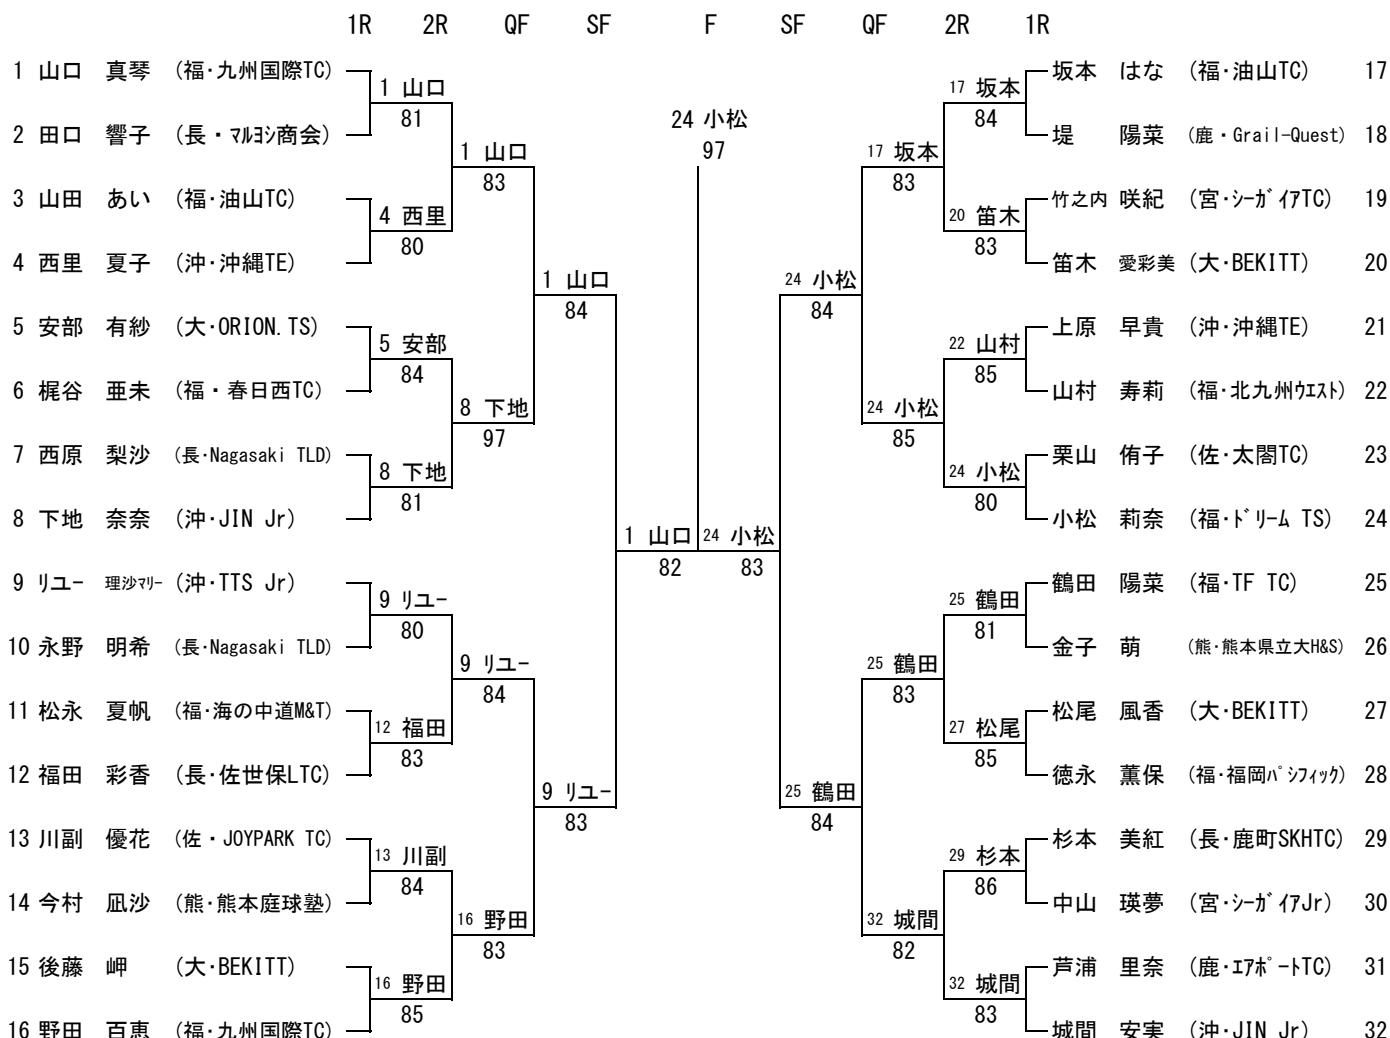 1R 2R QF SF F SF QF 2R 1R
1 山口 真琴 (福・九州国際TC) 坂本 はな (福・油山TC) 17
1 山口 17 坂本
81 24 小松 84
2 田口 響子 (長・マルヨシ商会) 堤 陽菜 (鹿・Grail-Quest) 18
1 山口 97 17 坂本
83 83
3 山田 あい (福・油山TC) 竹之内 咲紀 (宮・シーガイアTC) 19
4 西里 20 笛木
80 83
4 西里 夏子 (沖・沖縄TE) 笛木 愛彩美 (大・BEKITT) 20
1 山口 24 小松
84 84
5 安部 有紗 (大・ORION.TS) 上原 早貴 (沖・沖縄TE) 21
5 安部 22 山村
84 85
6 梶谷 亜未 (福・春日西TC) 山村 寿莉 (福・北九州ウエスト) 22
8 下地 24 小松
97 85
7 西原 梨沙 (長・Nagasaki TLD) 栗山 侑子 (佐・太閤TC) 23
8 下地 24 小松
81 80
8 下地 奈奈 (沖・JIN Jr) 小松 莉奈 (福・ドリーム TS) 24
1 山口 24 小松
82 83
9 リユー 理沙マリー (沖・TTS Jr) 鶴田 陽菜 (福・TF TC) 25
9 リユー 25 鶴田
80 81
10 永野 明希 (長・Nagasaki TLD) 金子 萌 (熊・熊本県立大H&S) 26
9 リユー 25 鶴田
84 83
11 松永 夏帆 (福・海の中道M&T) 松尾 風香 (大・BEKITT) 27
12 福田 27 松尾
83 85
12 福田 彩香 (長・佐世保LTC) 徳永 薫保 (福・福岡パシフィック) 28
9 リユー 25 鶴田
83 84
13 川副 優花 (佐・JOYPARK TC) 杉本 美紅 (長・鹿町SKHTC) 29
13 川副 29 杉本
84 86
14 今村 凪沙 (熊・熊本庭球塾) 中山 瑛夢 (宮・シーガイアJr) 30
16 野田 32 城間
83 82
15 後藤 岬 (大・BEKITT) 芦浦 里奈 (鹿・エアポートTC) 31
16 野田 32 城間
85 83
16 野田 百恵 (福・九州国際TC) 城間 安実 (沖・JIN Jr) 32